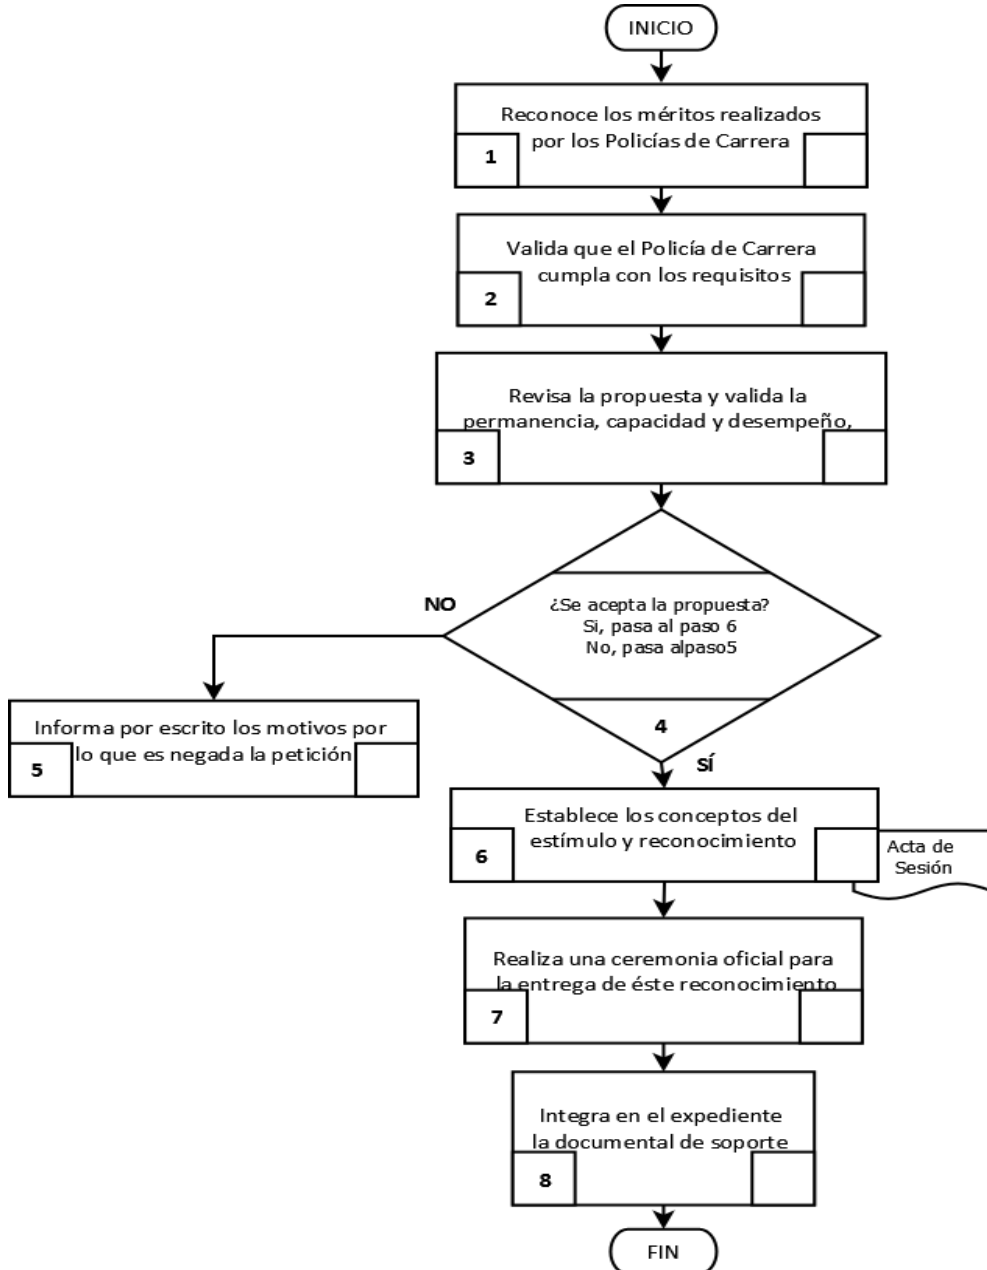 INICIO
Reconoce los méritos realizados
por los Policías de Carrera
1
Valida que el Policía de Carrera
cumpla con los requisitos
2
Revisa la propuesta y valida la
permanencia, capacidad y desempeño,
3
NO
¿Se acepta la propuesta?
Si, pasa al paso 6
No, pasa alpaso5
4
SÍ
Informa por escrito los motivos por
lo que es negada la petición
5
Establece los conceptos del
estímulo y reconocimiento
6
Acta de
Sesión
Realiza una ceremonia oficial para
la entrega de éste reconocimiento
7
Integra en el expediente
la documental de soporte
8
FIN